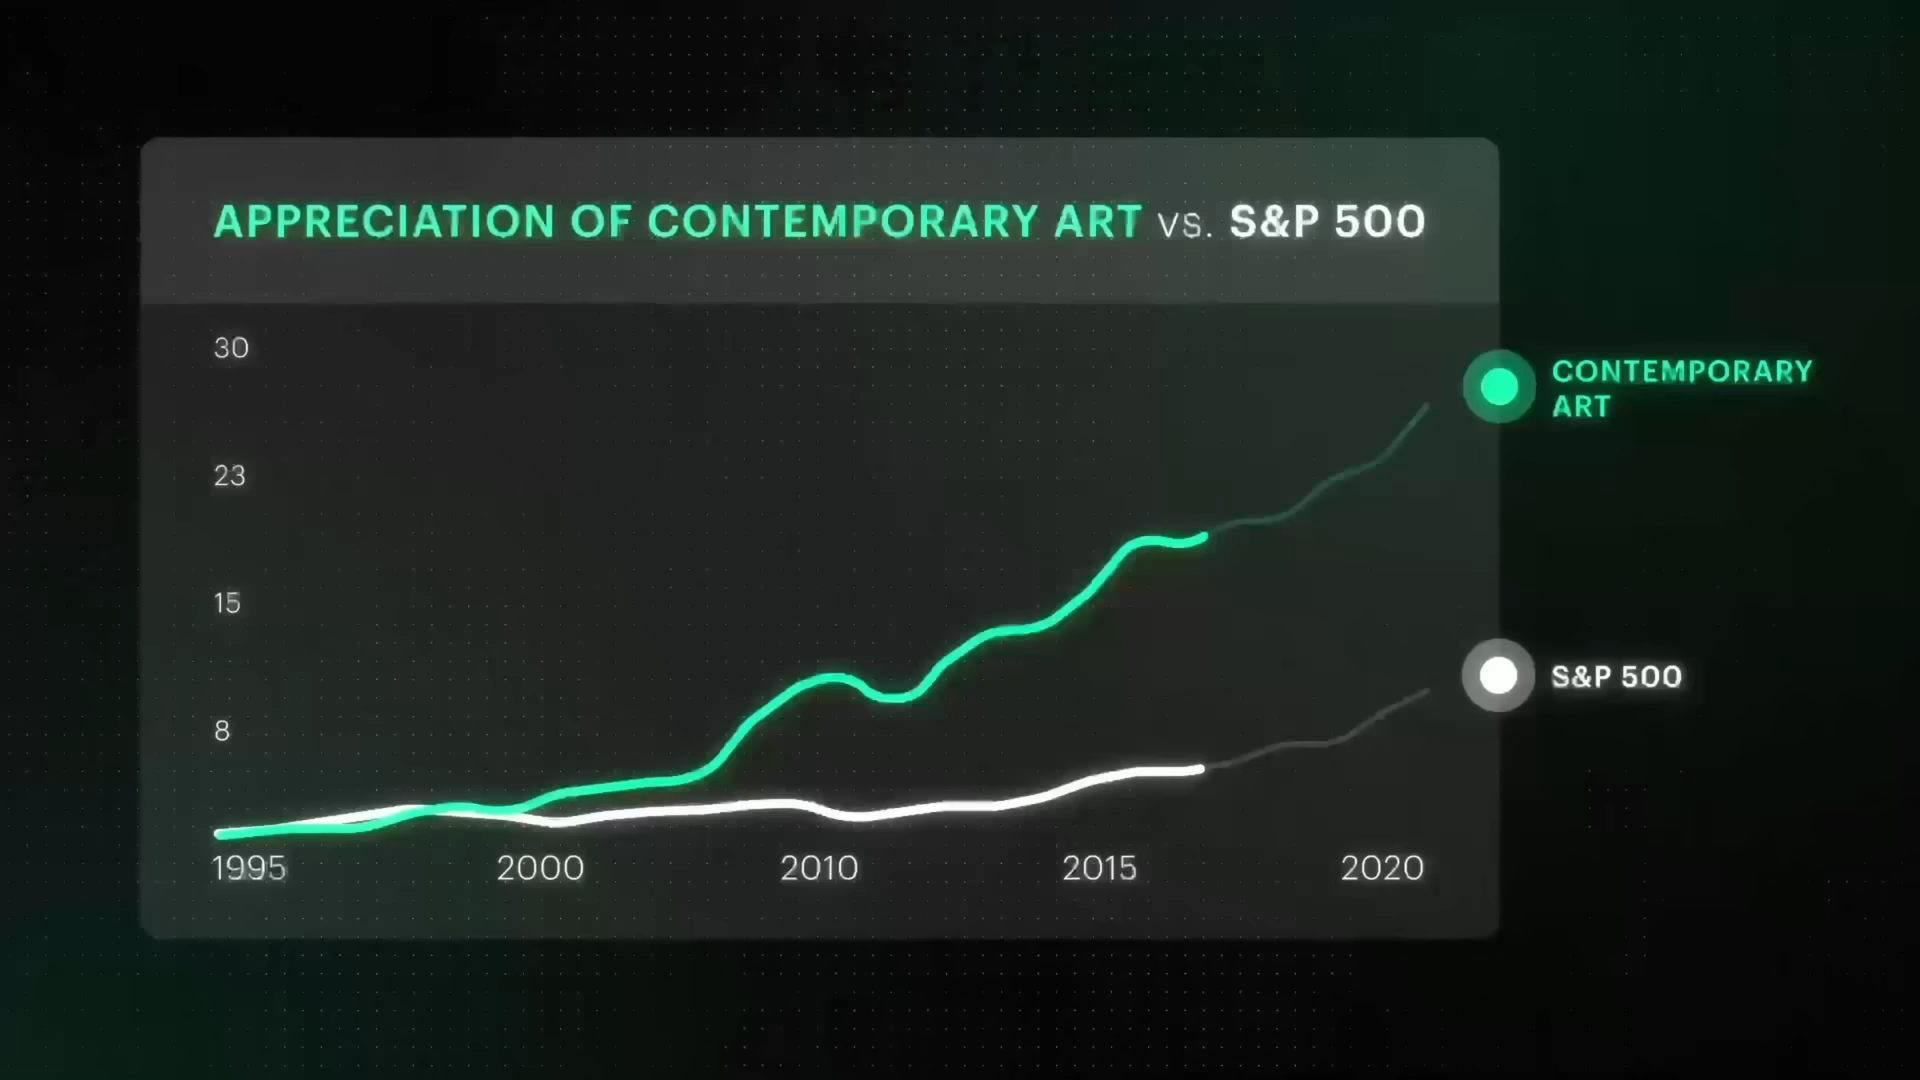 APPRECIATION OF CONTEMPORARY ART vs. S&P 500
30
CONTEMPORARY
ART
23
15
S&P 500
8
1995 2000 2010 2015 2020